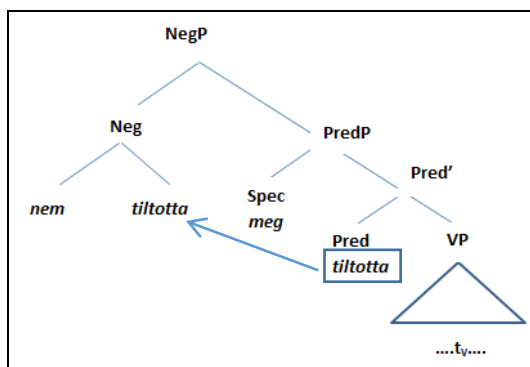 NegP
Neg
PredP
nem
tiltotta
Spec
meg
Pred'
Pred
tiltotta
VP
....tv....